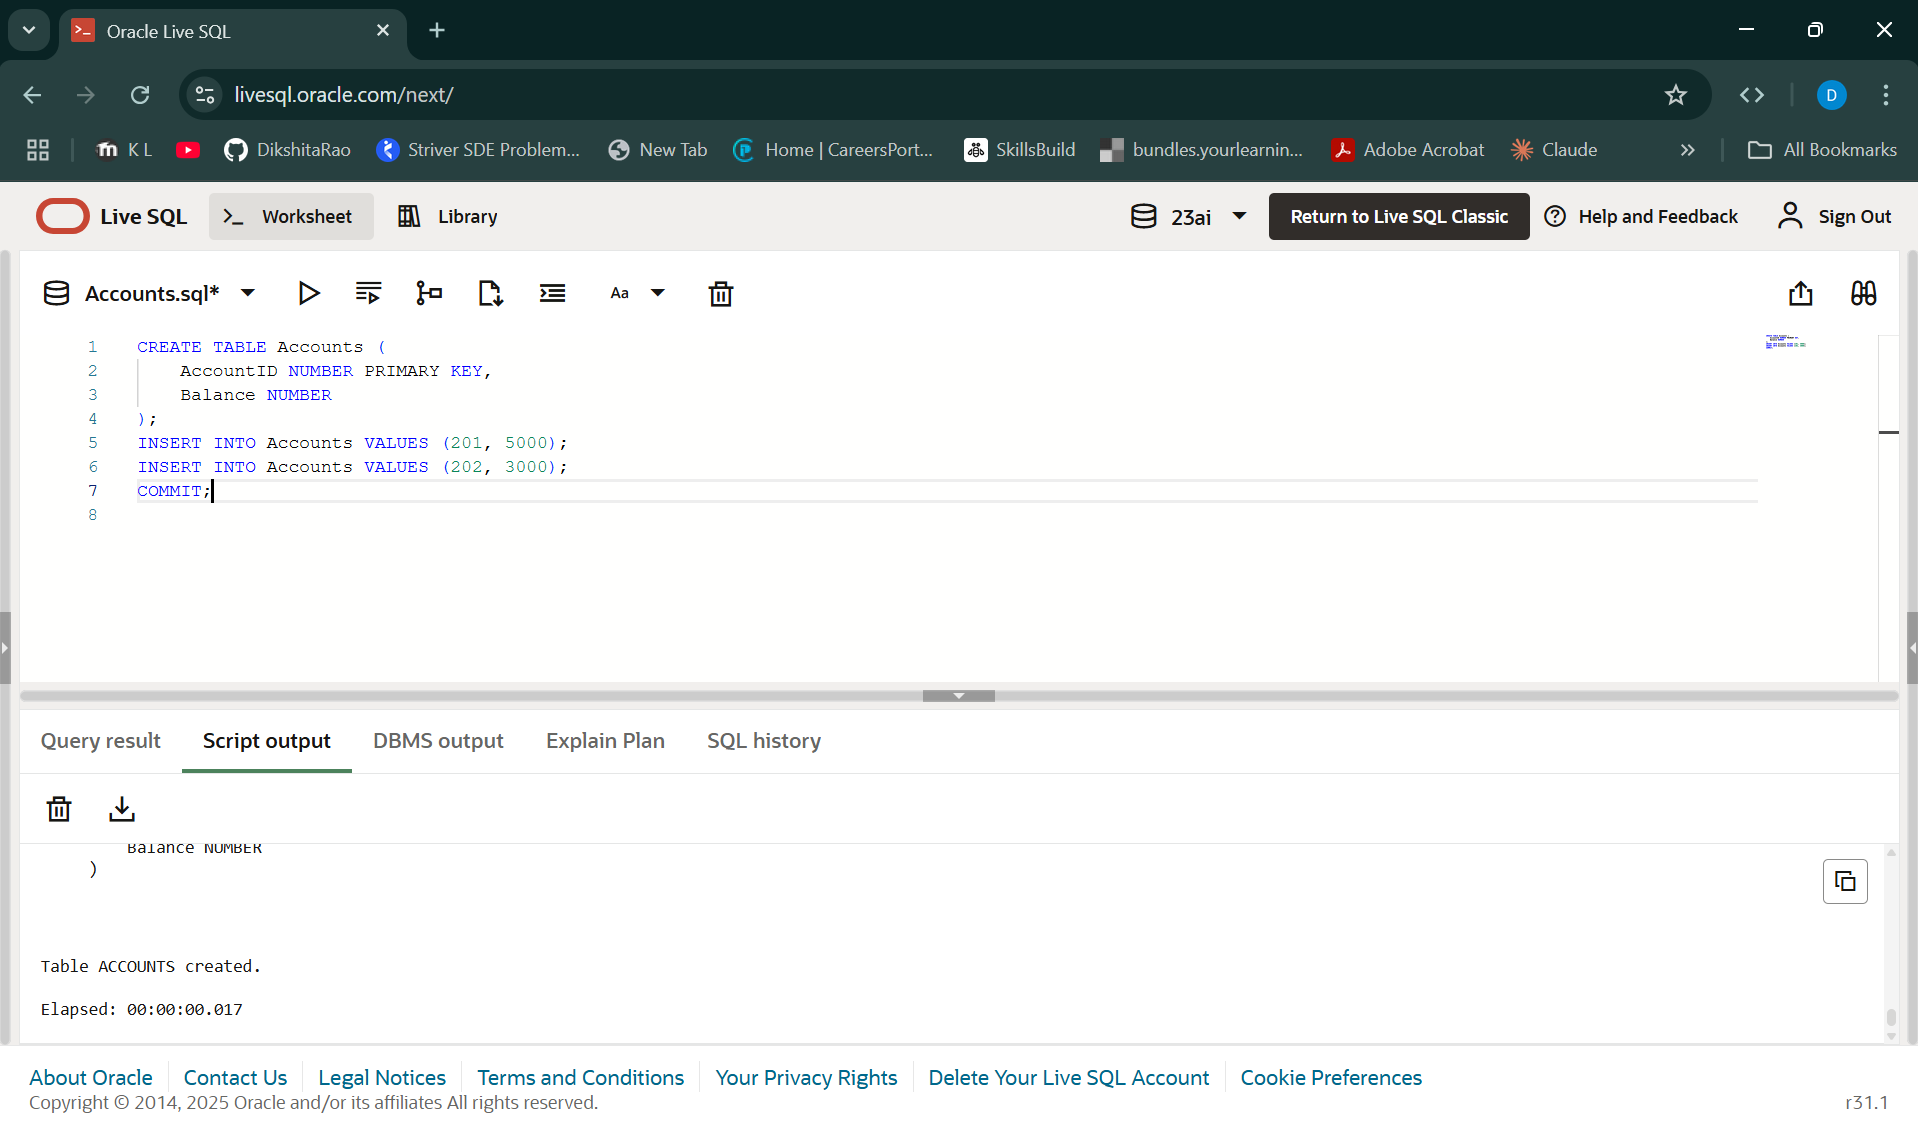 Oracle Live SQL
livesql.oracle.com/next/
D
K L
DikshitaRao
Striver SDE Problem...
New Tab
Home | CareersPort...
SkillsBuild
bundles.yourlearnin...
Adobe Acrobat
Claude
All Bookmarks
Live SQL
Worksheet
Library
23ai
Return to Live SQL Classic
Help and Feedback
Sign Out
Accounts.sql*
Aa
1 CREATE TABLE Accounts (
2 AccountID NUMBER PRIMARY KEY,
3 Balance NUMBER
4 );
5 INSERT INTO Accounts VALUES (201, 5000);
6 INSERT INTO Accounts VALUES (202, 3000);
7 COMMIT;
8
Query result
Script output
DBMS output
Explain Plan
SQL history
Balance NUMBER
)
Table ACCOUNTS created.
Elapsed: 00:00:00.017
About Oracle
Contact Us
Legal Notices
Terms and Conditions
Your Privacy Rights
Delete Your Live SQL Account
Cookie Preferences
Copyright © 2014, 2025 Oracle and/or its affiliates All rights reserved.
r31.1